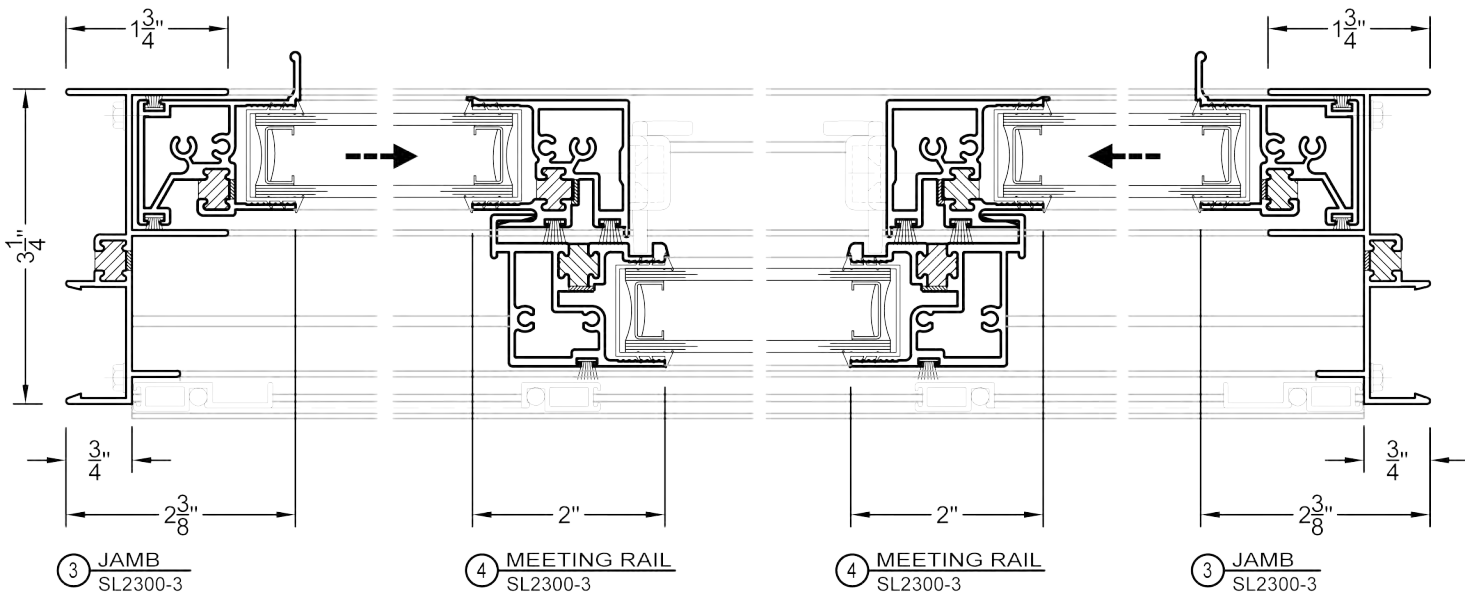 1 3/4" 1 3/4"
3 1/4"
3/4" 3/4"
2 3/8" 2" 2" 2 3/8"
3 JAMB 4 MEETING RAIL 4 MEETING RAIL 3 JAMB
SL2300-3 SL2300-3 SL2300-3 SL2300-3